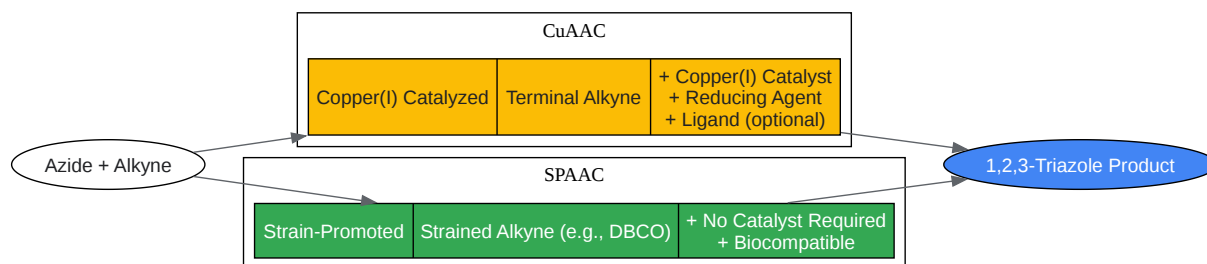 CuAAC
Copper(I) Catalyzed
Terminal Alkyne
+ Copper(I) Catalyst
+ Reducing Agent
+ Ligand (optional)
Azide + Alkyne
1,2,3-Triazole Product
SPAAC
Strain-Promoted
Strained Alkyne (e.g., DBCO)
+ No Catalyst Required
+ Biocompatible